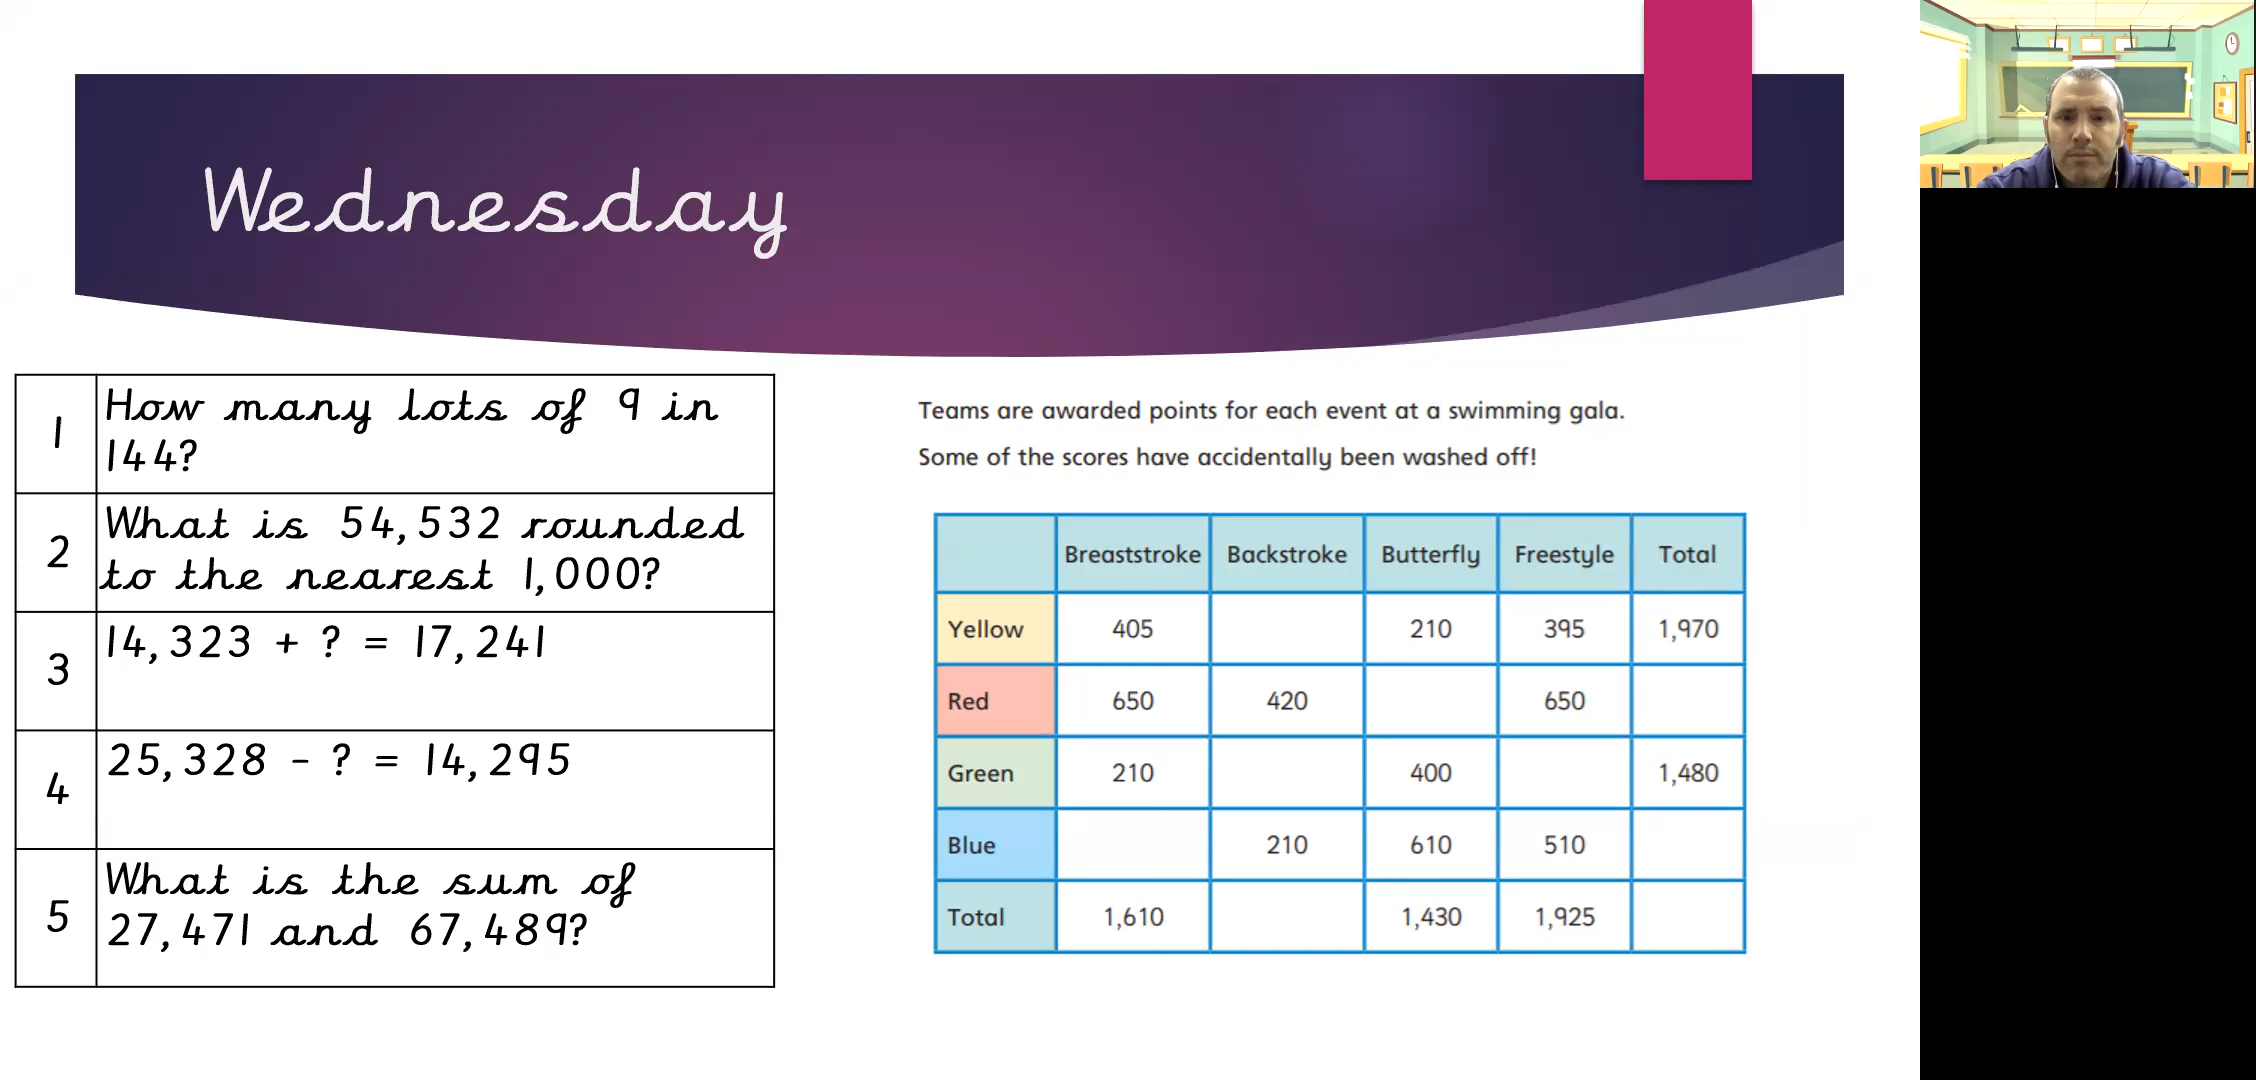 Wednesday
1
How many lots of 9 in
144?
2
What is 54,532 rounded
to the nearest 1,000?
3
14,323 + ? = 17,241
4
25,328 - ? = 14,295
5
What is the sum of
27,471 and 67,489?
Teams are awarded points for each event at a swimming gala.
Some of the scores have accidentally been washed off!
Breaststroke Backstroke Butterfly Freestyle Total
Yellow 405 210 395 1,970
Red 650 420 650
Green 210 400 1,480
Blue 210 610 510
Total 1,610 1,430 1,925